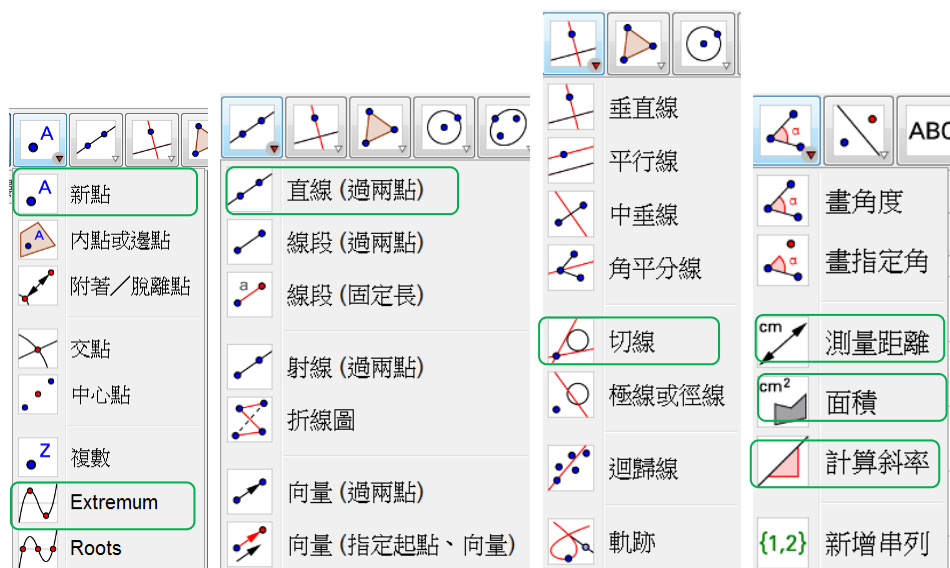 A
新點
A
內點或邊點
附著／脫離點
交點
中心點
Z
複數
Extremum
Roots
直線 (過兩點)
線段 (過兩點)
a
線段 (固定長)
射線 (過兩點)
折線圖
向量 (過兩點)
向量 (指定起點、向量)
垂直線
平行線
中垂線
角平分線
切線
極線或徑線
迴歸線
軌跡
α
ABC
α
畫角度
α
畫指定角
cm
測量距離
cm²
面積
計算斜率
{1,2}
新增串列